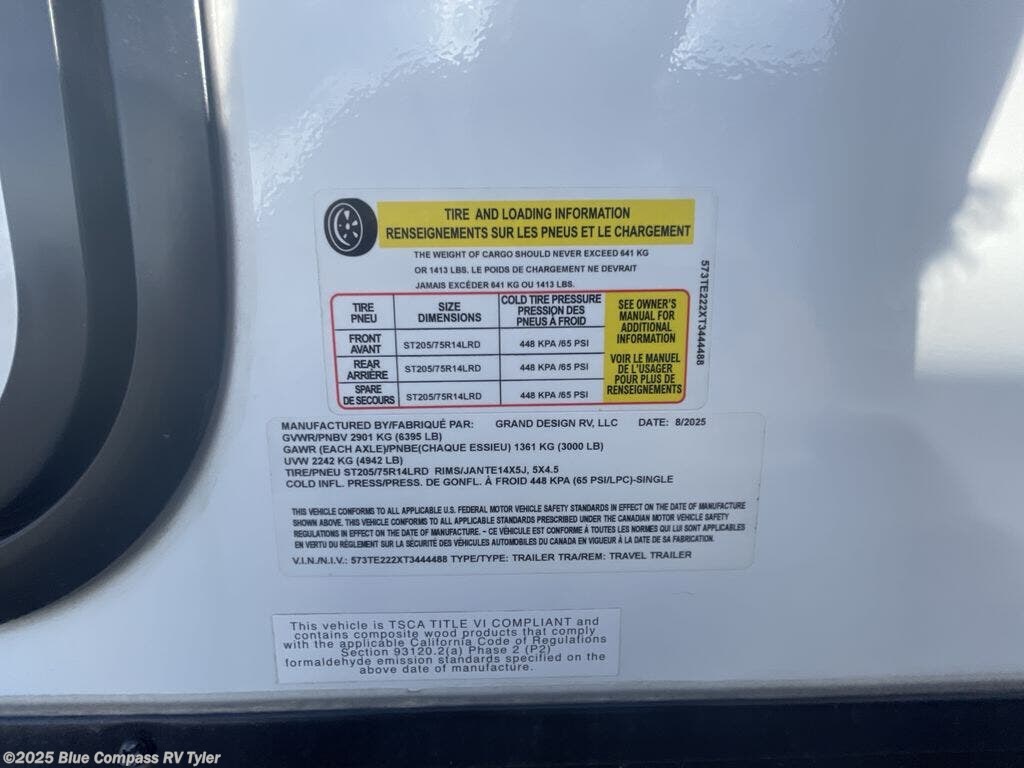 TIRE AND LOADING INFORMATION
RENSEIGNEMENTS SUR LES PNEUS ET LE CHARGEMENT
THE WEIGHT OF CARGO SHOULD NEVER EXCEED 641 KG
OR 1413 LBS. LE POIDS DE CHARGEMENT NE DEVRAIT
JAMAIS EXCÉDER 641 KG OU 1413 LBS.
TIRE
PNEU
SIZE
DIMENSIONS
COLD TIRE PRESSURE
PRESSION DES
PNEUS À FROID
FRONT
AVANT
ST205/75R14LRD
448 KPA /65 PSI
REAR
ARRIÈRE
ST205/75R14LRD
448 KPA /65 PSI
SPARE
DE SECOURS
ST205/75R14LRD
448 KPA /65 PSI
SEE OWNER'S
MANUAL FOR
ADDITIONAL
INFORMATION
VOIR LE MANUEL
DE L'USAGER
POUR PLUS DE
RENSEIGNEMENTS
573TE222XT3444488
MANUFACTURED BY/FABRIQUÉ PAR: GRAND DESIGN RV, LLC DATE: 8/2025
GVWR/PNBV 2901 KG (6395 LB)
GAWR (EACH AXLE)/PNBE(CHAQUE ESSIEU) 1361 KG (3000 LB)
UVW 2242 KG (4942 LB)
TIRE/PNEU ST205/75R14LRD RIMS/JANTE14X5J, 5X4.5
COLD INFL. PRESS/PRESS. DE GONFL. À FROID 448 KPA (65 PSI/LPC)-SINGLE
THIS VEHICLE CONFORMS TO ALL APPLICABLE U.S. FEDERAL MOTOR VEHICLE SAFETY STANDARDS IN EFFECT ON THE DATE OF MANUFACTURE
SHOWN ABOVE. THIS VEHICLE CONFORMS TO ALL APPLICABLE STANDARDS PRESCRIBED UNDER THE CANADIAN MOTOR VEHICLE SAFETY
REGULATIONS IN EFFECT ON THE DATE OF MANUFACTURE. - CE VÉHICULE EST CONFORME À TOUTES LES NORMES QUI LUI SONT APPLICABLES
EN VERTU DU RÈGLEMENT SUR LA SÉCURITÉ DES VÉHICULES AUTOMOBILES DU CANADA EN VIGUEUR À LA DATE DE SA FABRICATION.
V.I.N./N.I.V.: 573TE222XT3444488 TYPE/TYPE: TRAILER TRA/REM: TRAVEL TRAILER
This vehicle is TSCA TITLE VI COMPLIANT and
contains composite wood products that comply
with the applicable California Code of Regulations
Section 93120.2(a) Phase 2 (P2)
formaldehyde emission standards specified on the
above date of manufacture.
©2025 Blue Compass RV Tyler